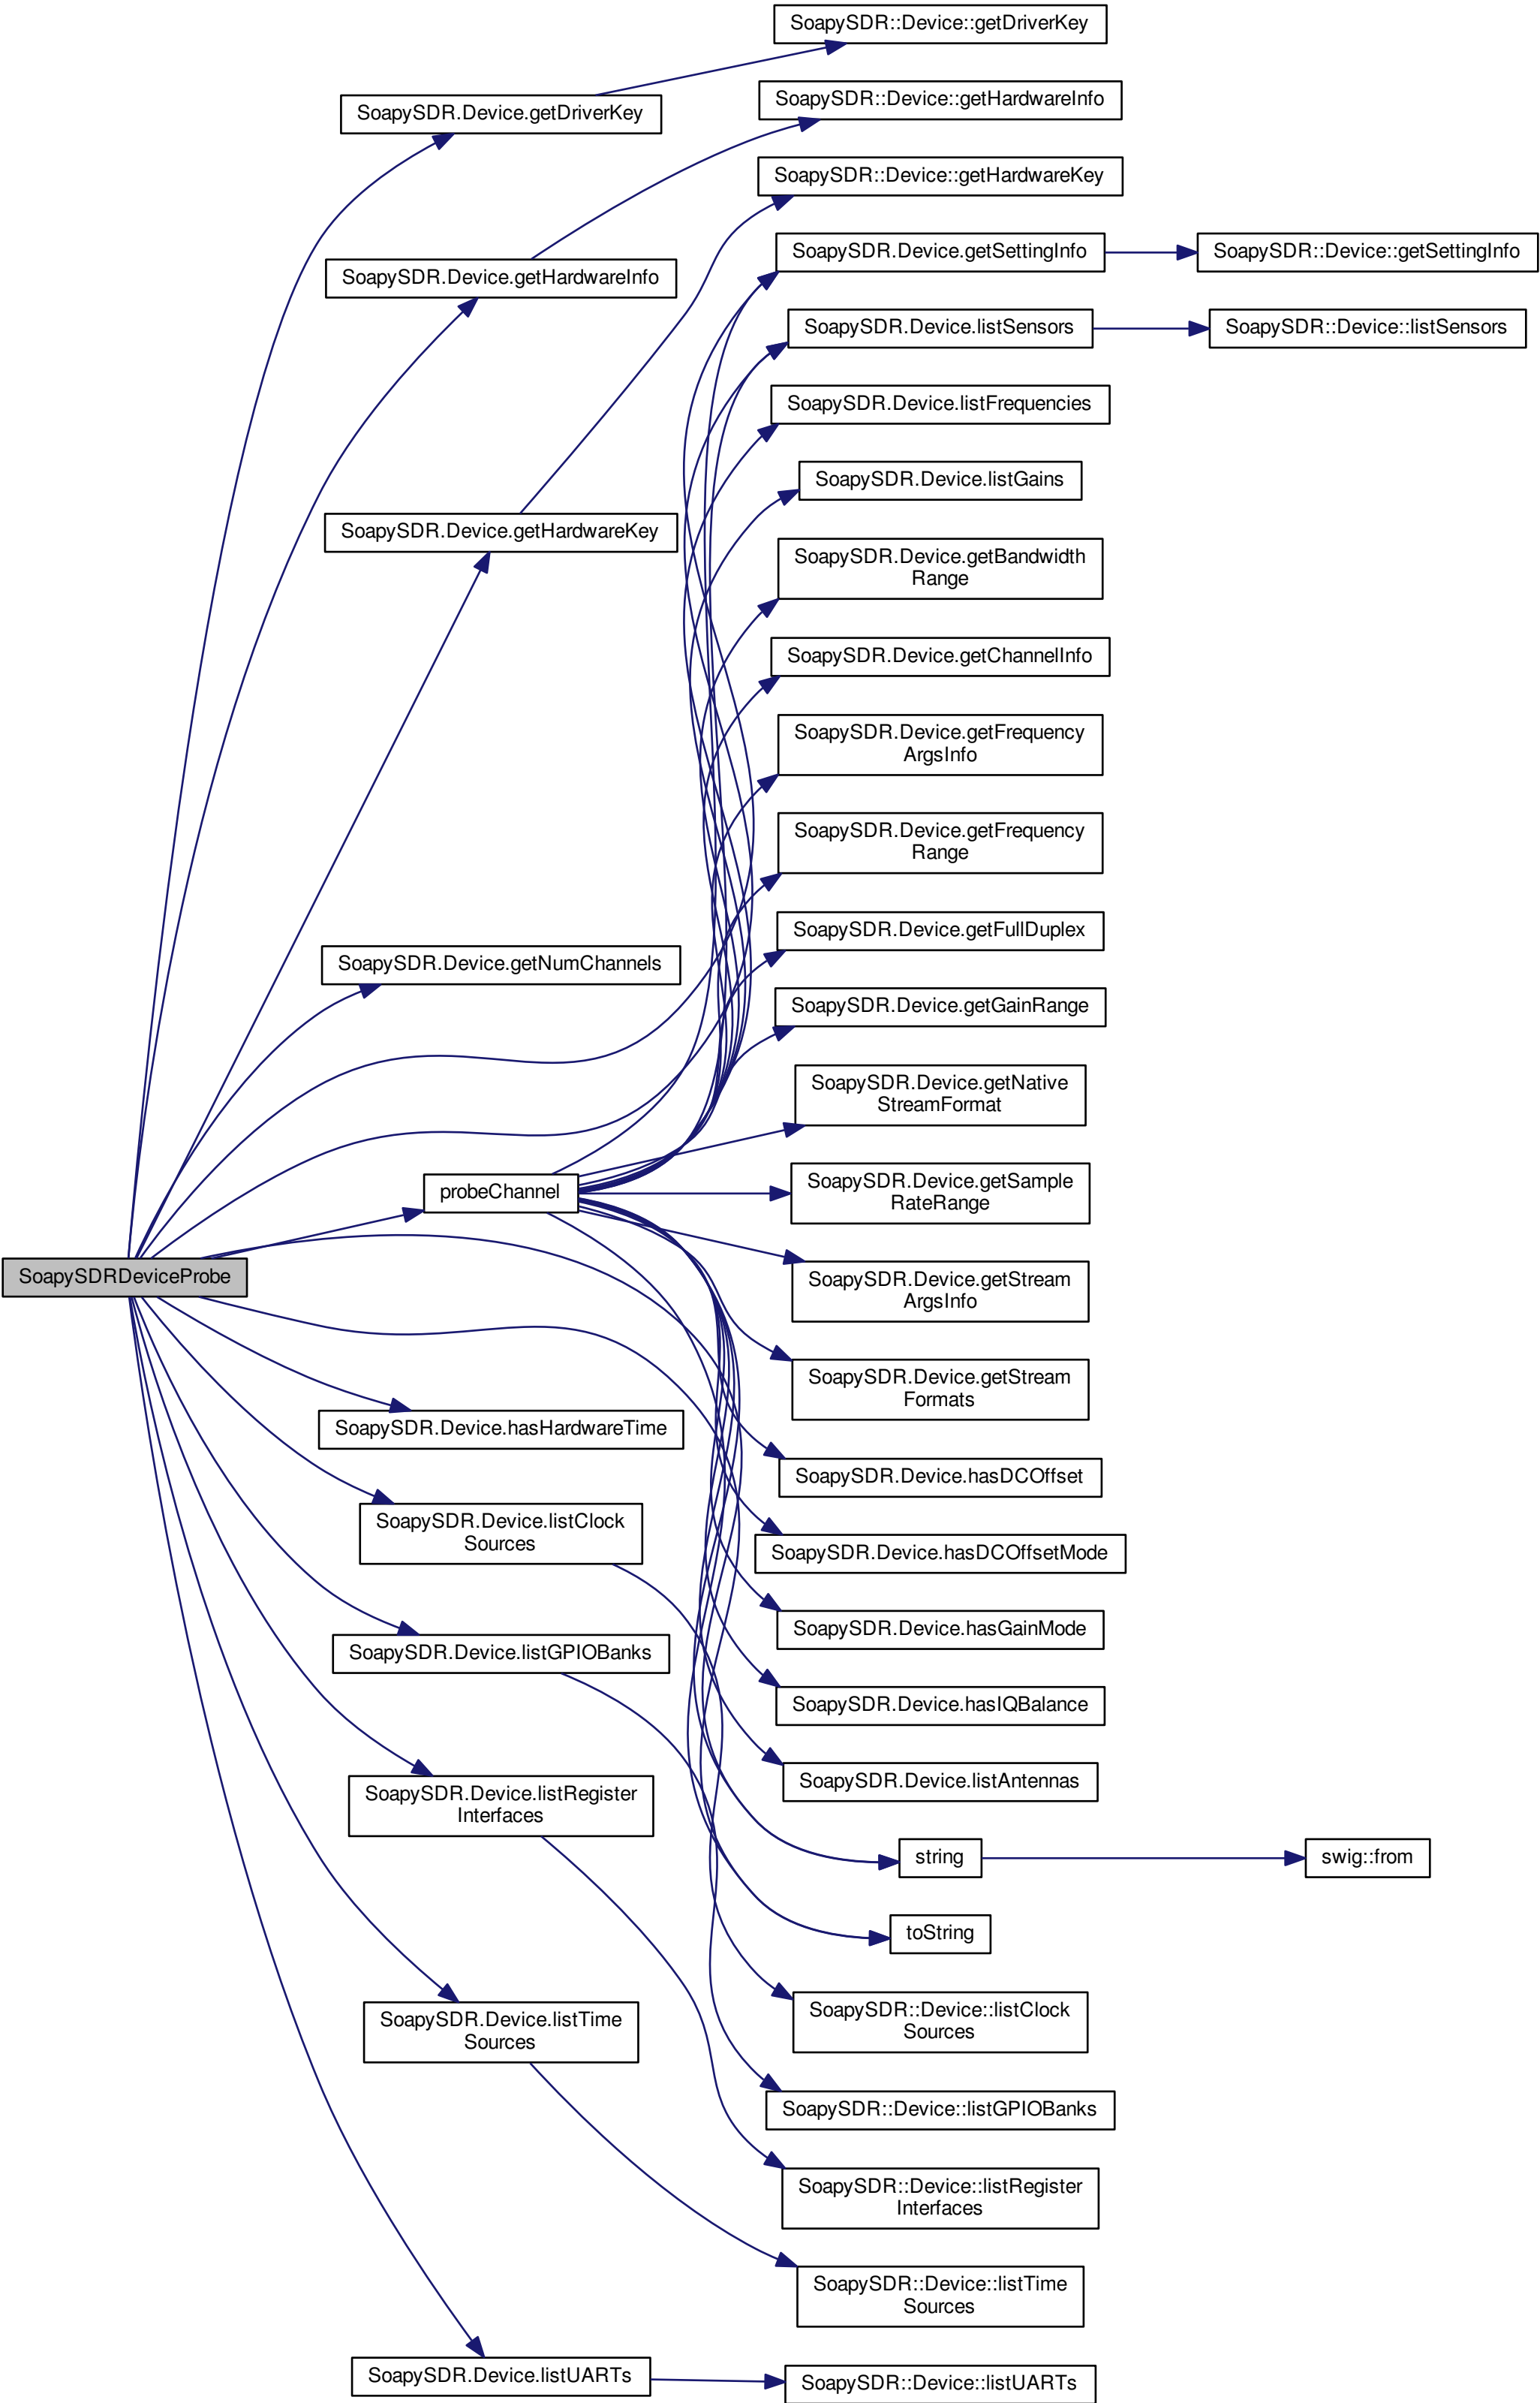 SoapySDRDeviceProbe
SoapySDR.Device.getDriverKey
SoapySDR.Device.getHardwareInfo
SoapySDR.Device.getHardwareKey
SoapySDR.Device.getNumChannels
probeChannel
SoapySDR.Device.hasHardwareTime
SoapySDR.Device.listClock
Sources
SoapySDR.Device.listGPIOBanks
SoapySDR.Device.listRegister
Interfaces
SoapySDR.Device.listTime
Sources
SoapySDR.Device.listUARTs
SoapySDR::Device::getDriverKey
SoapySDR::Device::getHardwareInfo
SoapySDR::Device::getHardwareKey
SoapySDR.Device.getSettingInfo
SoapySDR.Device.listSensors
SoapySDR.Device.listFrequencies
SoapySDR.Device.listGains
SoapySDR.Device.getBandwidth
Range
SoapySDR.Device.getChannelInfo
SoapySDR.Device.getFrequency
ArgsInfo
SoapySDR.Device.getFrequency
Range
SoapySDR.Device.getFullDuplex
SoapySDR.Device.getGainRange
SoapySDR.Device.getNative
StreamFormat
SoapySDR.Device.getSample
RateRange
SoapySDR.Device.getStream
ArgsInfo
SoapySDR.Device.getStream
Formats
SoapySDR.Device.hasDCOffset
SoapySDR.Device.hasDCOffsetMode
SoapySDR.Device.hasGainMode
SoapySDR.Device.hasIQBalance
SoapySDR.Device.listAntennas
string
toString
SoapySDR::Device::listClock
Sources
SoapySDR::Device::listGPIOBanks
SoapySDR::Device::listRegister
Interfaces
SoapySDR::Device::listTime
Sources
SoapySDR::Device::listUARTs
SoapySDR::Device::getSettingInfo
SoapySDR::Device::listSensors
swig::from